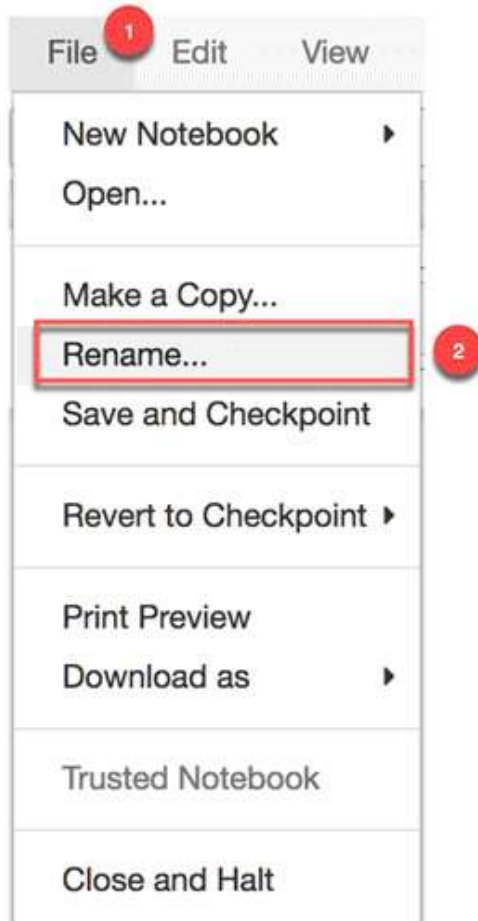 File 1 Edit View
New Notebook
Open...
Make a Copy...
Rename... 2
Save and Checkpoint
Revert to Checkpoint
Print Preview
Download as
Trusted Notebook
Close and Halt